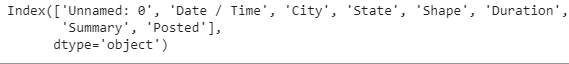 Index(['Unnamed: 0', 'Date / Time', 'City', 'State', 'Shape', 'Duration',
'Summary', 'Posted'],
dtype='object')